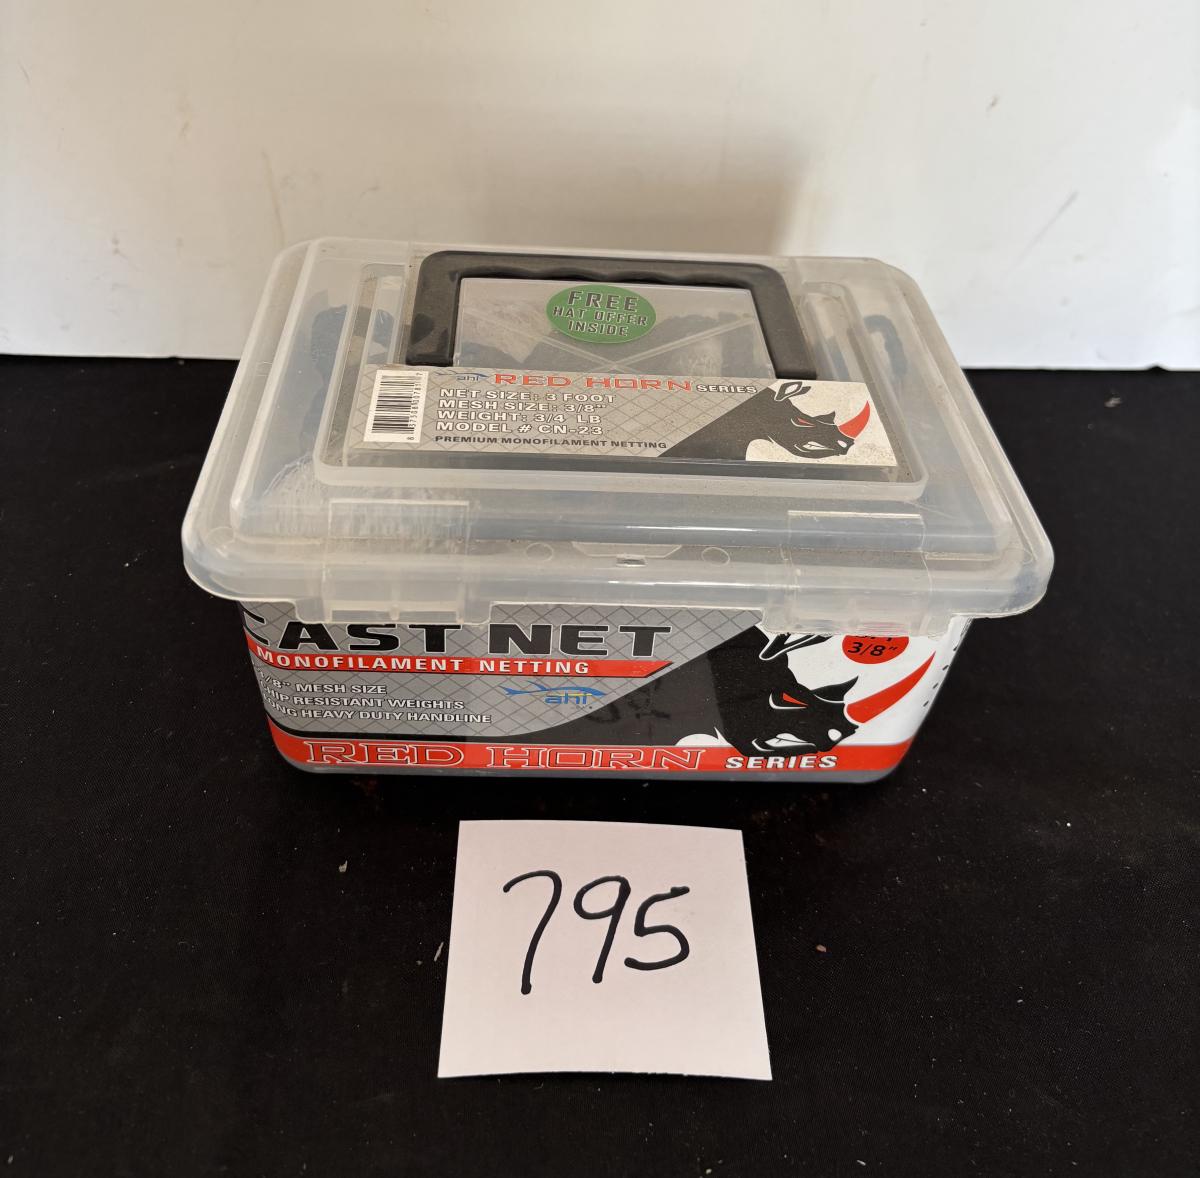 FREE
HAT OFFER
INSIDE
ahi RED HORN SERIES
NET SIZE: 3 FOOT
MESH SIZE: 3/8"
WEIGHT: 3/4 LB
MODEL # CN-23
PREMIUM MONOFILAMENT NETTING
CAST NET
3/8"
MONOFILAMENT NETTING
MESH SIZE
RESISTANT WEIGHTS
HEAVY DUTY HANDLINE
ahi
RED HORN SERIES
795